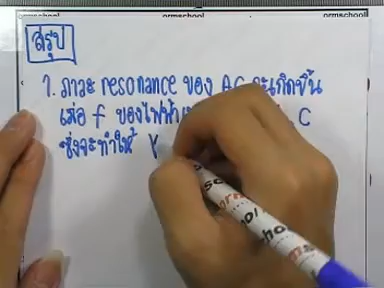 ormschool ormschool
สรุป
1. ภาวะ resonance ของ AC จะเกิดขึ้น
เมื่อ f ของไฟฟ้า C
ซึ่งจะทำให้